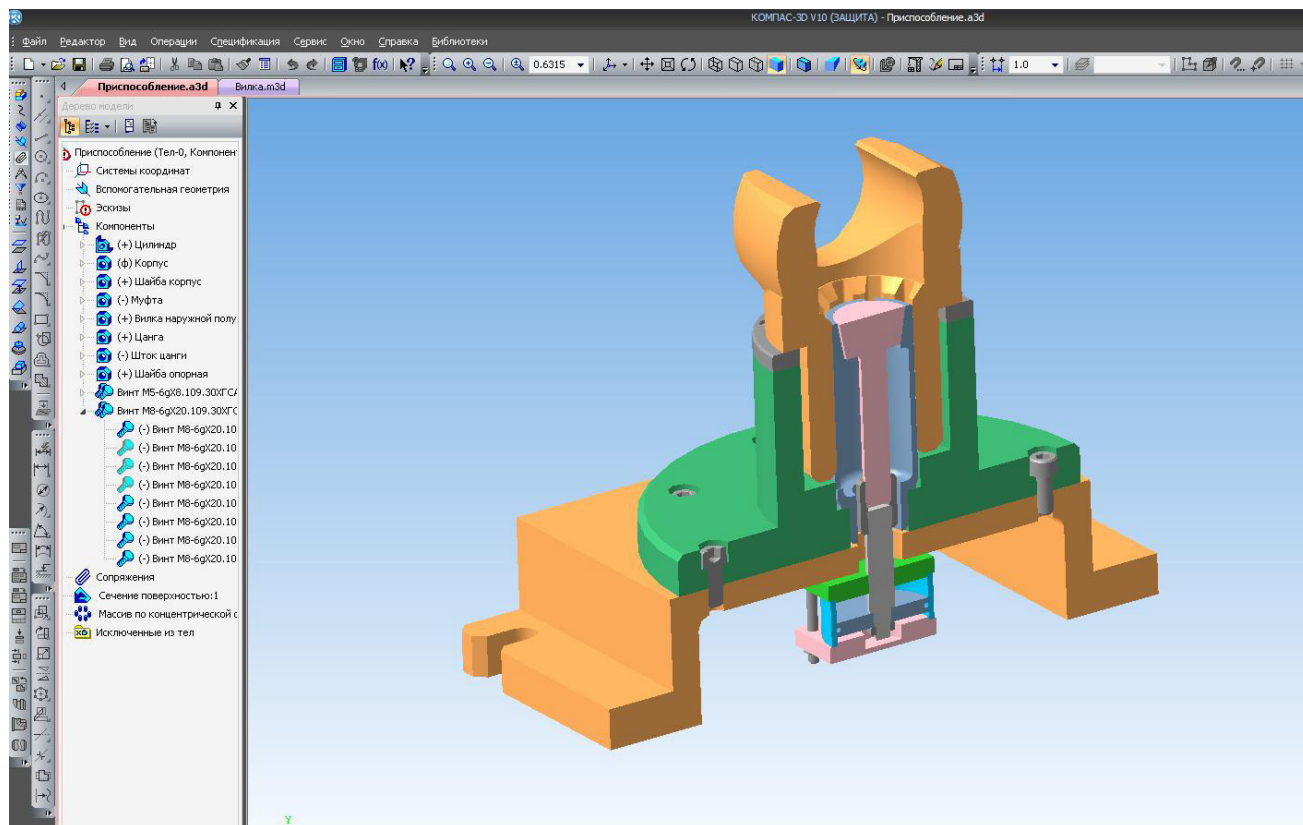 КОМПАС-3D V10 (ЗАЩИТА) - Приспособление.a3d
Файл Редактор Вид Операции Спецификация Сервис Окно Справка Библиотеки
0.6315 1.0
Приспособление.a3d Вилка.m3d
Дерево модели
Приспособление (Тел-0, Компонен
Системы координат
Вспомогательная геометрия
Эскизы
Компоненты
(+) Цилиндр
(ф) Корпус
(+) Шайба корпус
(-) Муфта
(+) Вилка наружной полу
(+) Цанга
(-) Шток цанги
(+) Шайба опорная
Винт М5-6gX8.109.30ХГСА
Винт М8-6gX20.109.30ХГС
(-) Винт М8-6gX20.10
(-) Винт М8-6gX20.10
(-) Винт М8-6gX20.10
(-) Винт М8-6gX20.10
(-) Винт М8-6gX20.10
(-) Винт М8-6gX20.10
(-) Винт М8-6gX20.10
(-) Винт М8-6gX20.10
Сопряжения
Сечение поверхностью:1
Массив по концентрической с
Исключенные из тел
Y